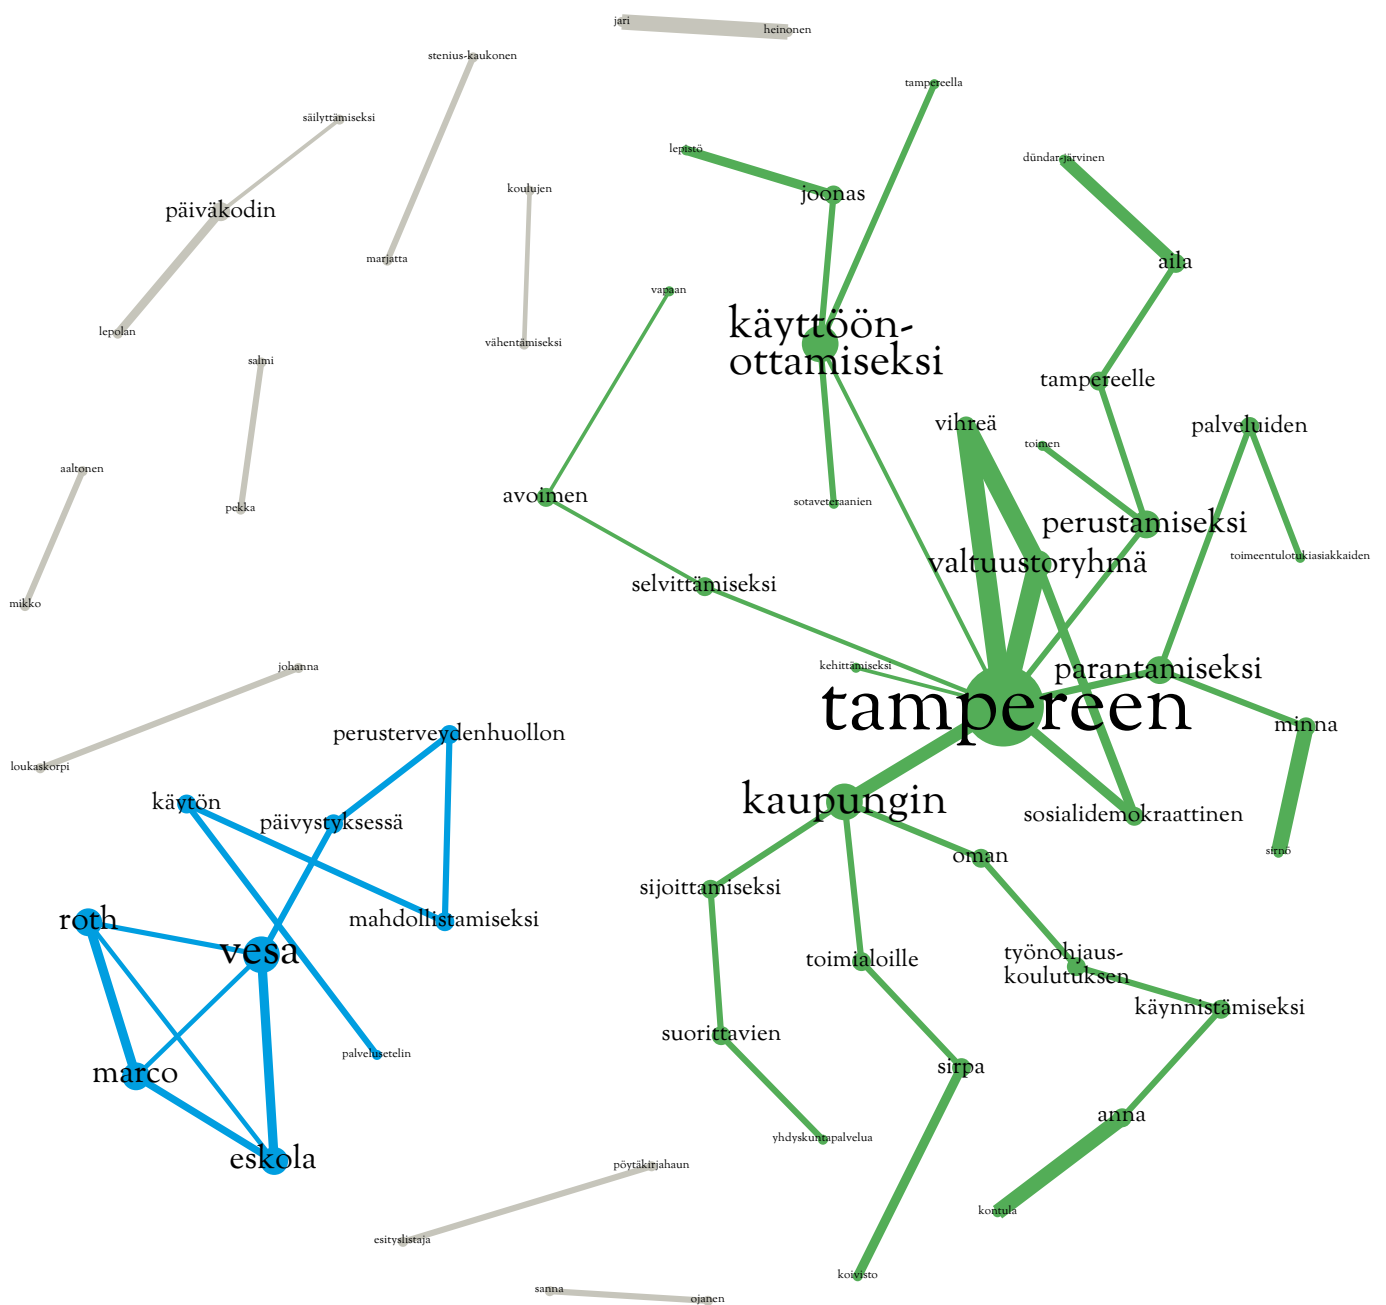 jari
heinonen
stenius-kaukonen
tampereella
säilyttämiseksi
lepistö
dündar-järvinen
koulujen
joonas
päiväkodin
marjatta
aila
vapaan
käyttöön-
ottamiseksi
lepolan
vähentämiseksi
salmi
tampereelle
vihreä
palveluiden
toimen
aaltonen
avoimen
sotaveteraanien
pekka
perustamiseksi
valtuustoryhmä
toimeentulotukiasiakkaiden
selvittämiseksi
mikko
johanna
kehittämiseksi
parantamiseksi
tampereen
minna
perusterveydenhuollon
loukaskorpi
käytön
päivystyksessä
kaupungin
sosialidemokraattinen
sirnö
oman
sijoittamiseksi
roth
mahdollistamiseksi
vesa
toimialoille
työnohjaus-
koulutuksen
käynnistämiseksi
suorittavien
palvelusetelin
marco
sirpa
anna
yhdyskuntapalvelua
eskola
pöytäkirjahaun
kontula
esityslistaja
koivisto
sanna
ojanen